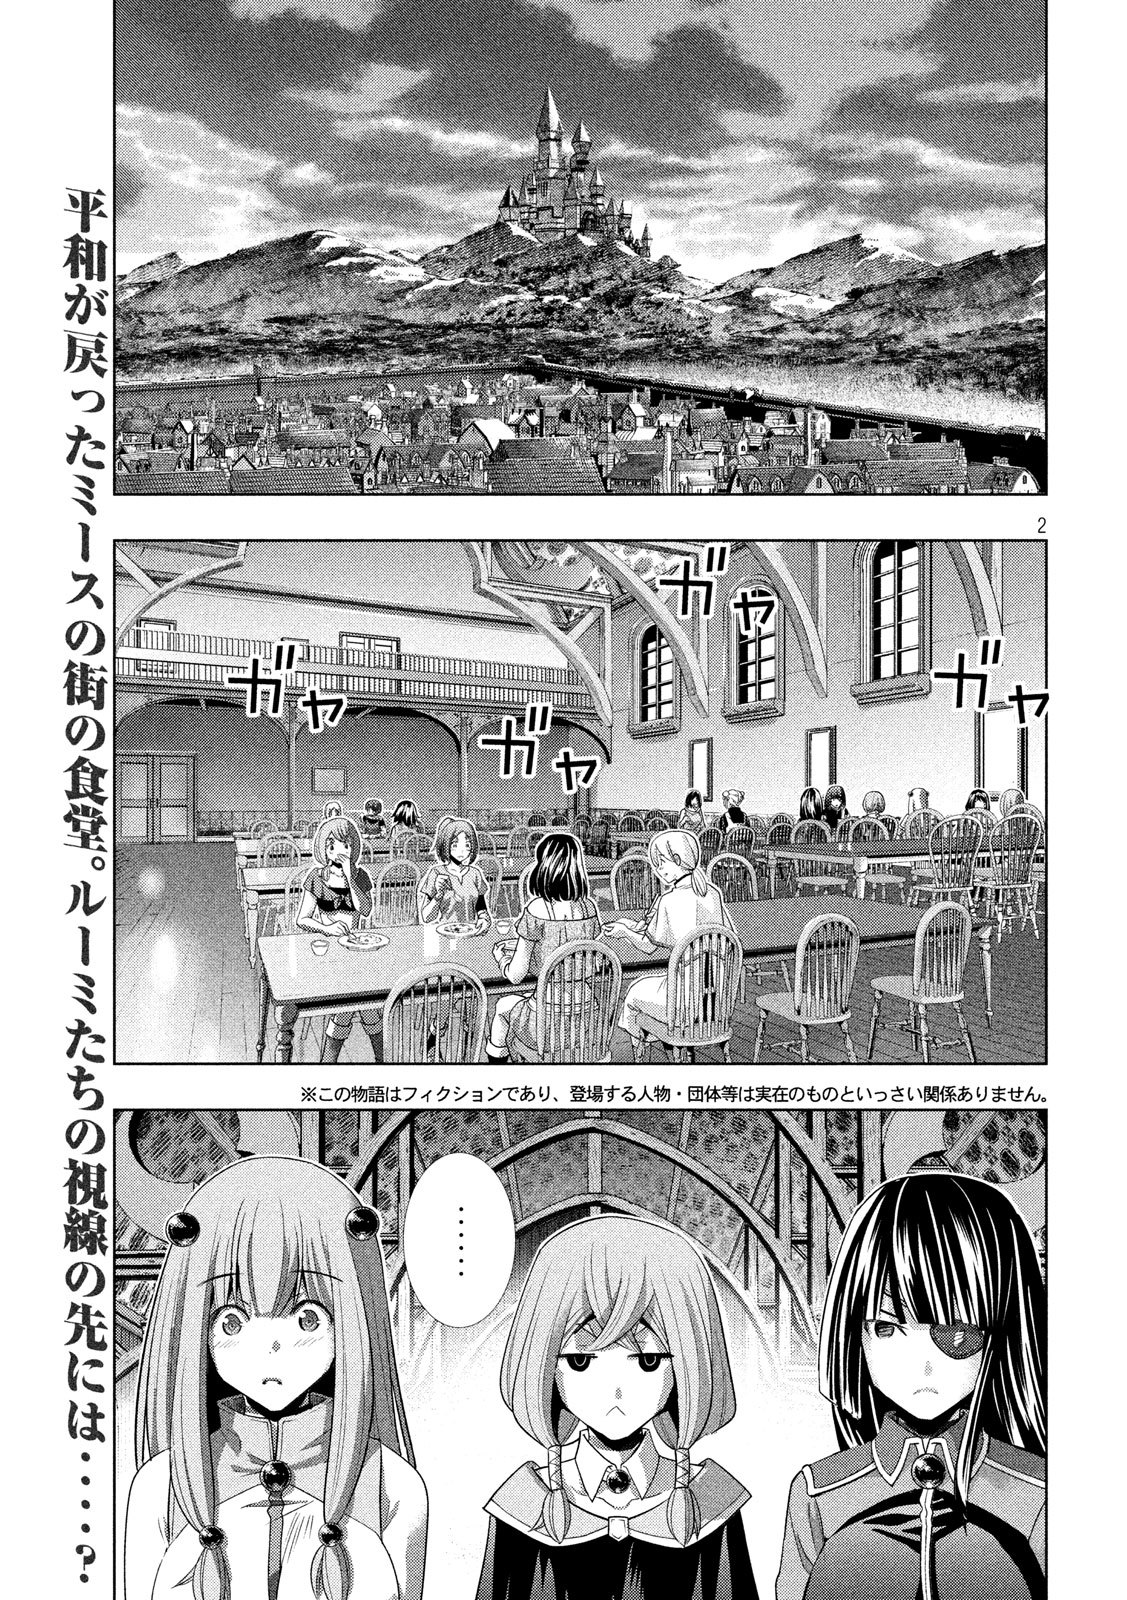 平和が戻ったミースの街の食堂。ルーミたちの視線の先には‥‥‥?
2
ガヤ
ガヤ
ガヤ
ガヤ
※この物語はフィクションであり、登場する人物・団体等は実在のものといっさい関係ありません。
‥‥‥